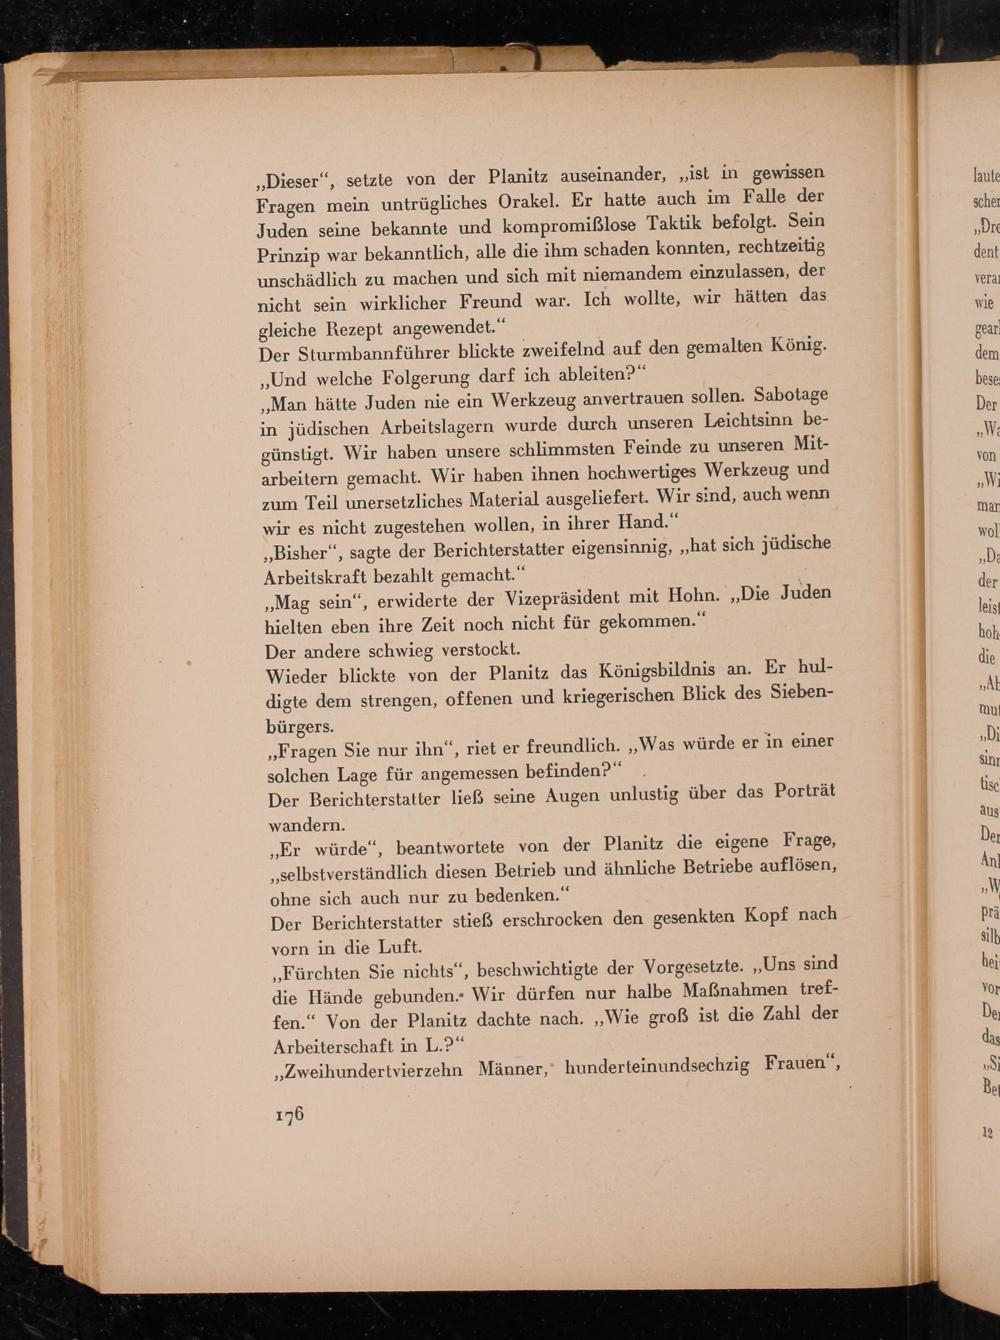 „Dieser“, setzte von der Planitz auseinander, „ist in gewissen
Fragen mein untrügliches Orakel. Er hatte auch im Falle der
Juden seine bekannte und kompromißlose Taktik befolgt. Sein
Prinzip war bekanntlich, alle die ihm schaden konnten, rechtzeitig
unschädlich zu machen und sich mit niemandem einzulassen, der
nicht sein wirklicher Freund war. Ich wollte, wir hätten das
gleiche Rezept angewendet.“
Der Sturmbannführer blickte zweifelnd auf den gemalten König.
„Und welche Folgerung darf ich ableiten?“
„Man hätte Juden nie ein Werkzeug anvertrauen sollen. Sabotage
in jüdischen Arbeitslagern wurde durch unseren Leichtsinn be-
günstigt. Wir haben unsere schlimmsten Feinde zu unseren Mit-
arbeitern gemacht. Wir haben ihnen hochwertiges Werkzeug und
zum Teil unersetzliches Material ausgeliefert. Wir sind, auch wenn
wir es nicht zugestehen wollen, in ihrer Hand.“
„Bisher“, sagte der Berichterstatter eigensinnig, „hat sich jüdische
Arbeitskraft bezahlt gemacht.“
„Mag sein“, erwiderte der Vizepräsident mit Hohn. „Die Juden
hielten eben ihre Zeit noch nicht für gekommen.“
Der andere schwieg verstockt.
Wieder blickte von der Planitz das Königsbildnis an. Er hul-
digte dem strengen, offenen und kriegerischen Blick des Sieben-
bürgers.
„Fragen Sie nur ihn“, riet er freundlich. „Was würde er in einer
solchen Lage für angemessen befinden?“
Der Berichterstatter ließ seine Augen unlustig über das Porträt
wandern.
„Er würde“, beantwortete von der Planitz die eigene Frage,
„selbstverständlich diesen Betrieb und ähnliche Betriebe auflösen,
ohne sich auch nur zu bedenken.“
Der Berichterstatter stieß erschrocken den gesenkten Kopf nach
vorn in die Luft.
„Fürchten Sie nichts“, beschwichtigte der Vorgesetzte. „Uns sind
die Hände gebunden. Wir dürfen nur halbe Maßnahmen tref-
fen.“ Von der Planitz dachte nach. „Wie groß ist die Zahl der
Arbeiterschaft in L.?“
„Zweihundertvierzehn Männer, hunderteinundsechzig Frauen“,
176
12